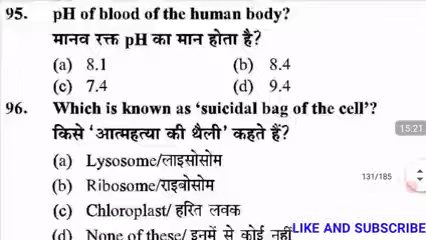 95. pH of blood of the human body?
मानव रक्त pH का मान होता है?
(a) 8.1 (b) 8.4
(c) 7.4 (d) 9.4
96. Which is known as ‘suicidal bag of the cell’?
किसे ‘आत्महत्या की थैली’ कहते हैं?
15:21
(a) Lysosome/लाइसोसोम
131/185
(b) Ribosome/राइबोसोम
(c) Chloroplast/हरित लवक
LIKE AND SUBSCRIBE
(d) None of these/इनमें से कोई नहीं